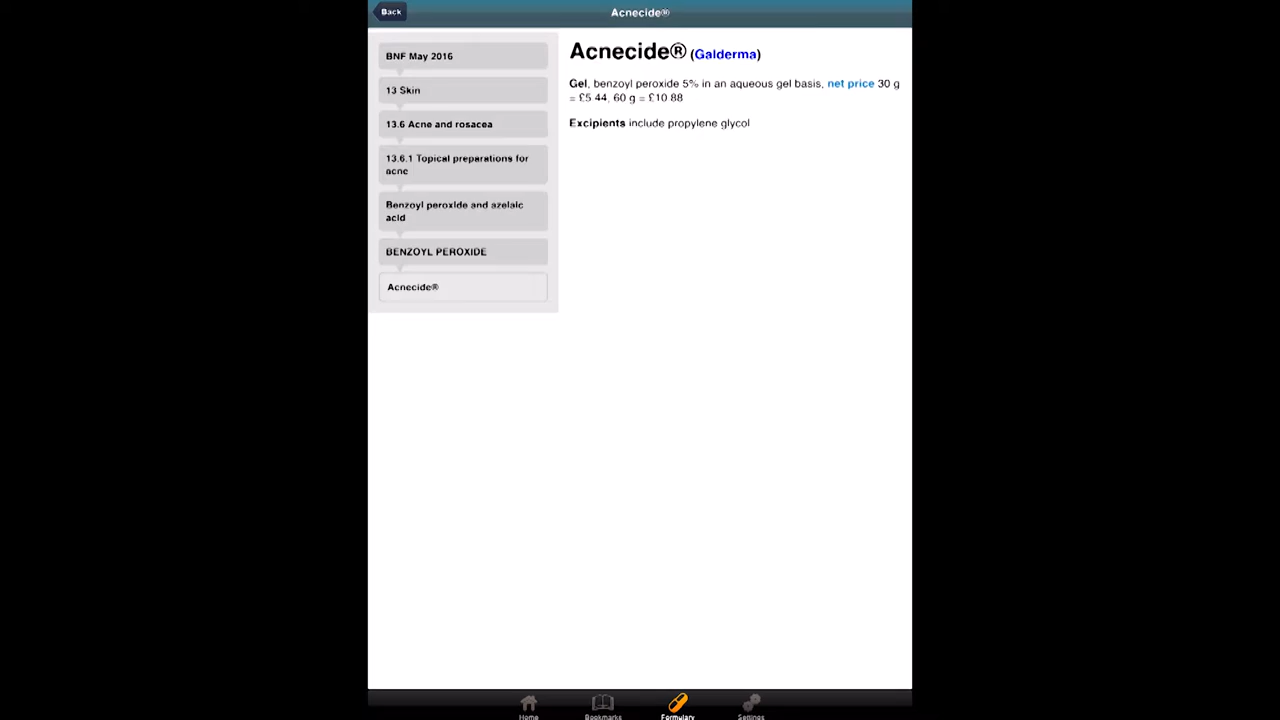 Back
Acnecide®
BNF May 2016
13 Skin
13.6 Acne and rosacea
13.6.1 Topical preparations for
acne
Benzoyl peroxide and azelaic
acid
BENZOYL PEROXIDE
Acnecide®
Acnecide® (Galderma)
Gel, benzoyl peroxide 5% in an aqueous gel basis, net price 30 g
= £5.44, 60 g = £10.88
Excipients include propylene glycol
Home
Bookmarks
Formulary
Settings